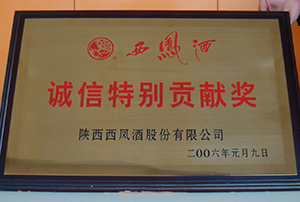 西鳳酒
诚信特别贡献奖
陕西西凤酒股份有限公司
二00六年元月九日